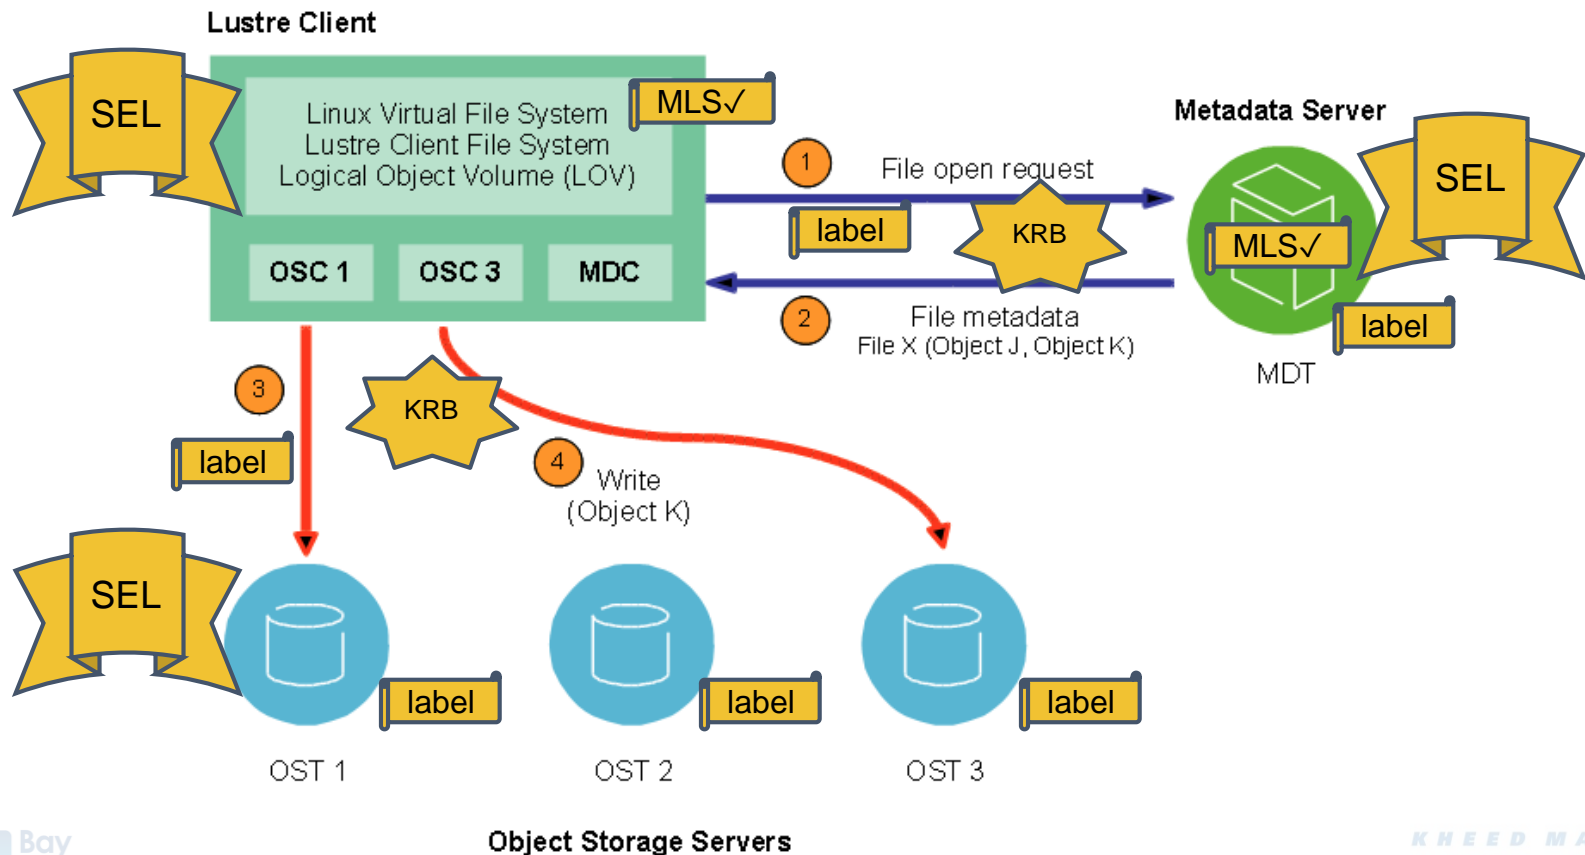 Lustre Client
SEL
Linux Virtual File System
Lustre Client File System
Logical Object Volume (LOV)
MLS✓
OSC 1
OSC 3
MDC
Metadata Server
1
File open request
label
KRB
2
File metadata
File X (Object J, Object K)
SEL
MLS✓
label
MDT
3
label
KRB
4
Write
(Object K)
SEL
label
label
label
OST 1
OST 2
OST 3
Object Storage Servers
Bay
KHEED